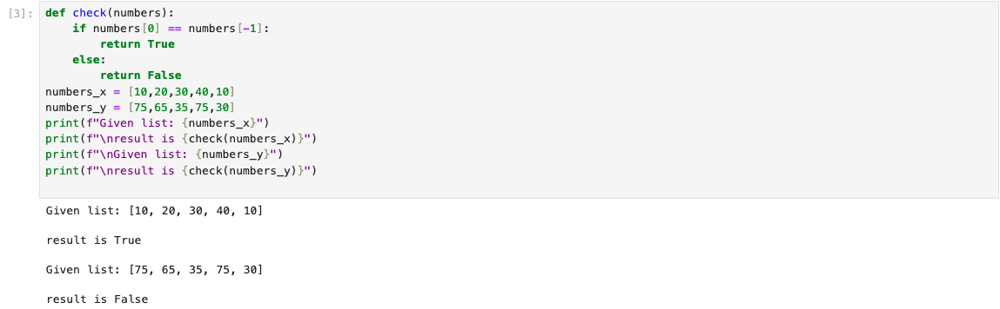 [3]: def check(numbers):
    if numbers[0] == numbers[-1]:
        return True
    else:
        return False
numbers_x = [10,20,30,40,10]
numbers_y = [75,65,35,75,30]
print(f"Given list: {numbers_x}")
print(f"\nresult is {check(numbers_x)}")
print(f"\nGiven list: {numbers_y}")
print(f"\nresult is {check(numbers_y)}")
Given list: [10, 20, 30, 40, 10]
result is True
Given list: [75, 65, 35, 75, 30]
result is False